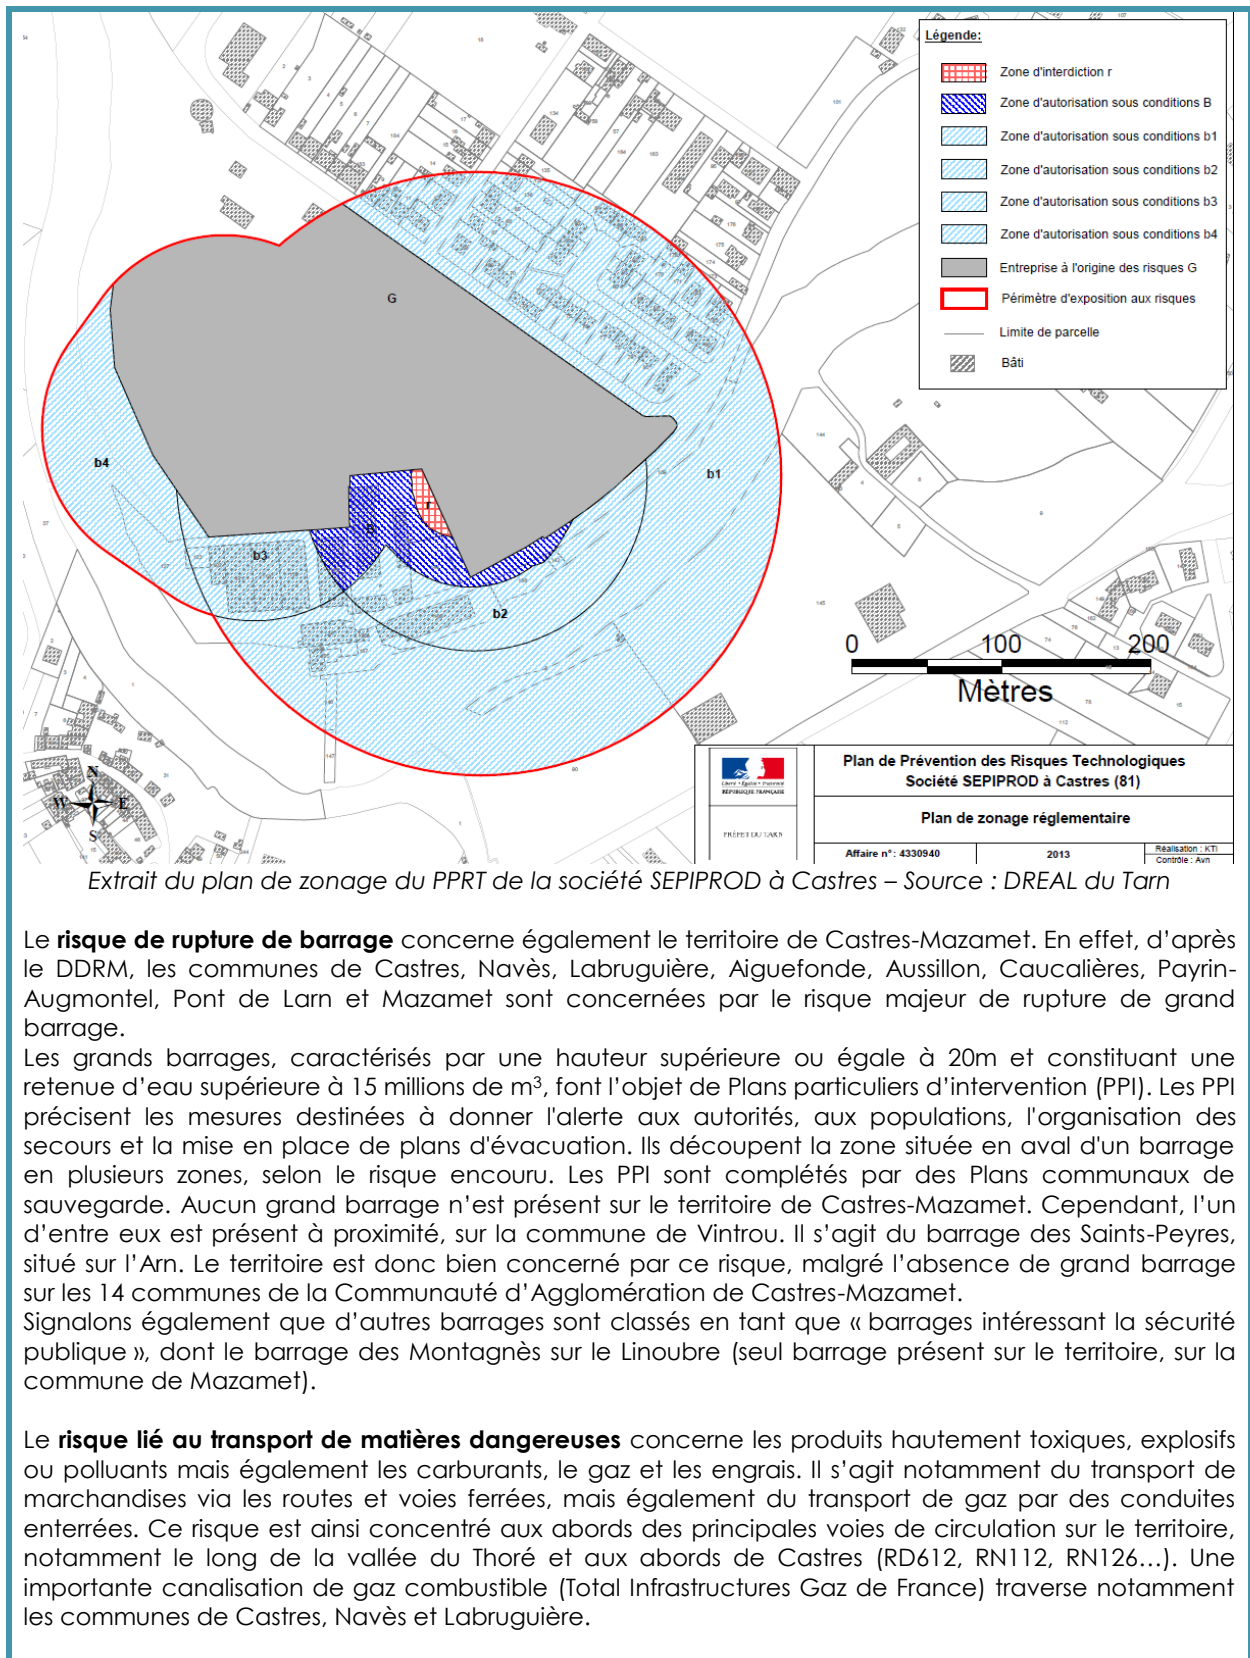 Légende:
Zone d'interdiction r
Zone d'autorisation sous conditions B
Zone d'autorisation sous conditions b1
Zone d'autorisation sous conditions b2
Zone d'autorisation sous conditions b3
Zone d'autorisation sous conditions b4
Entreprise à l'origine des risques G
Périmètre d'exposition aux risques
Limite de parcelle
Bâti
G
b4
b1
r
B
b3
b2
0 100 200
Mètres
N
W E
S
Liberté • Égalité • Fraternité
RÉPUBLIQUE FRANÇAISE
PRÉFET DU TARN
Plan de Prévention des Risques Technologiques
Société SEPIPROD à Castres (81)
Plan de zonage réglementaire
Affaire n° : 4330940
2013
Réalisation : KTI
Contrôle : Avn
Extrait du plan de zonage du PPRT de la société SEPIPROD à Castres – Source : DREAL du Tarn
Le risque de rupture de barrage concerne également le territoire de Castres-Mazamet. En effet, d’après
le DDRM, les communes de Castres, Navès, Labruguière, Aiguefonde, Aussillon, Caucalières, Payrin-
Augmontel, Pont de Larn et Mazamet sont concernées par le risque majeur de rupture de grand
barrage.
Les grands barrages, caractérisés par une hauteur supérieure ou égale à 20m et constituant une
retenue d’eau supérieure à 15 millions de m³, font l’objet de Plans particuliers d’intervention (PPI). Les PPI
précisent les mesures destinées à donner l'alerte aux autorités, aux populations, l'organisation des
secours et la mise en place de plans d'évacuation. Ils découpent la zone située en aval d'un barrage
en plusieurs zones, selon le risque encouru. Les PPI sont complétés par des Plans communaux de
sauvegarde. Aucun grand barrage n’est présent sur le territoire de Castres-Mazamet. Cependant, l’un
d’entre eux est présent à proximité, sur la commune de Vintrou. Il s’agit du barrage des Saints-Peyres,
situé sur l’Arn. Le territoire est donc bien concerné par ce risque, malgré l’absence de grand barrage
sur les 14 communes de la Communauté d’Agglomération de Castres-Mazamet.
Signalons également que d’autres barrages sont classés en tant que « barrages intéressant la sécurité
publique », dont le barrage des Montagnès sur le Linoubre (seul barrage présent sur le territoire, sur la
commune de Mazamet).
Le risque lié au transport de matières dangereuses concerne les produits hautement toxiques, explosifs
ou polluants mais également les carburants, le gaz et les engrais. Il s’agit notamment du transport de
marchandises via les routes et voies ferrées, mais également du transport de gaz par des conduites
enterrées. Ce risque est ainsi concentré aux abords des principales voies de circulation sur le territoire,
notamment le long de la vallée du Thoré et aux abords de Castres (RD612, RN112, RN126…). Une
importante canalisation de gaz combustible (Total Infrastructures Gaz de France) traverse notamment
les communes de Castres, Navès et Labruguière.